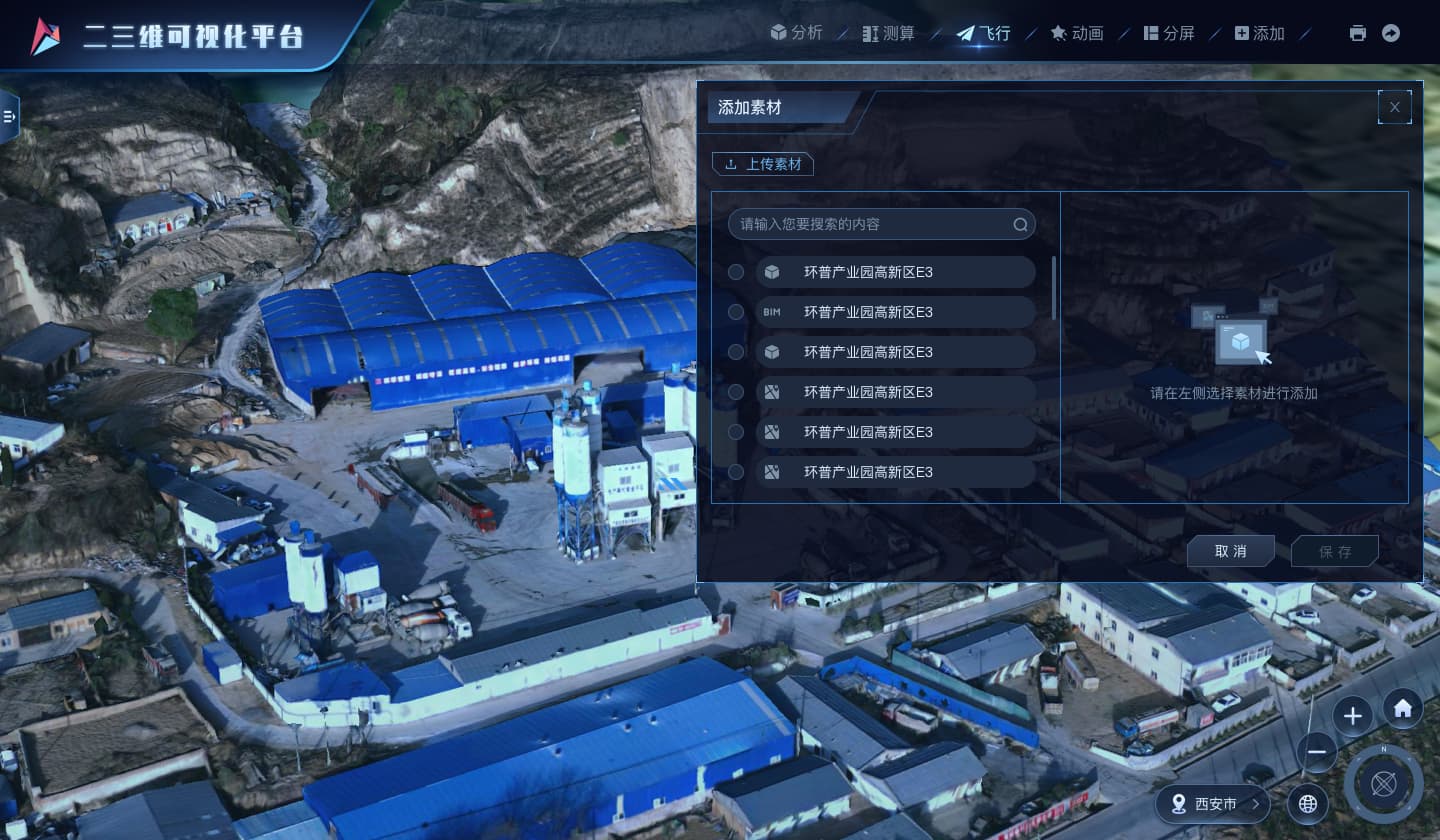 二三维可视化平台
分析
测算
飞行
动画
分屏
添加
添加素材
上传素材
请输入您要搜索的内容
环普产业园高新区E3
BIM 环普产业园高新区E3
环普产业园高新区E3
环普产业园高新区E3
环普产业园高新区E3
环普产业园高新区E3
请在左侧选择素材进行添加
取 消
保 存
N
西安市